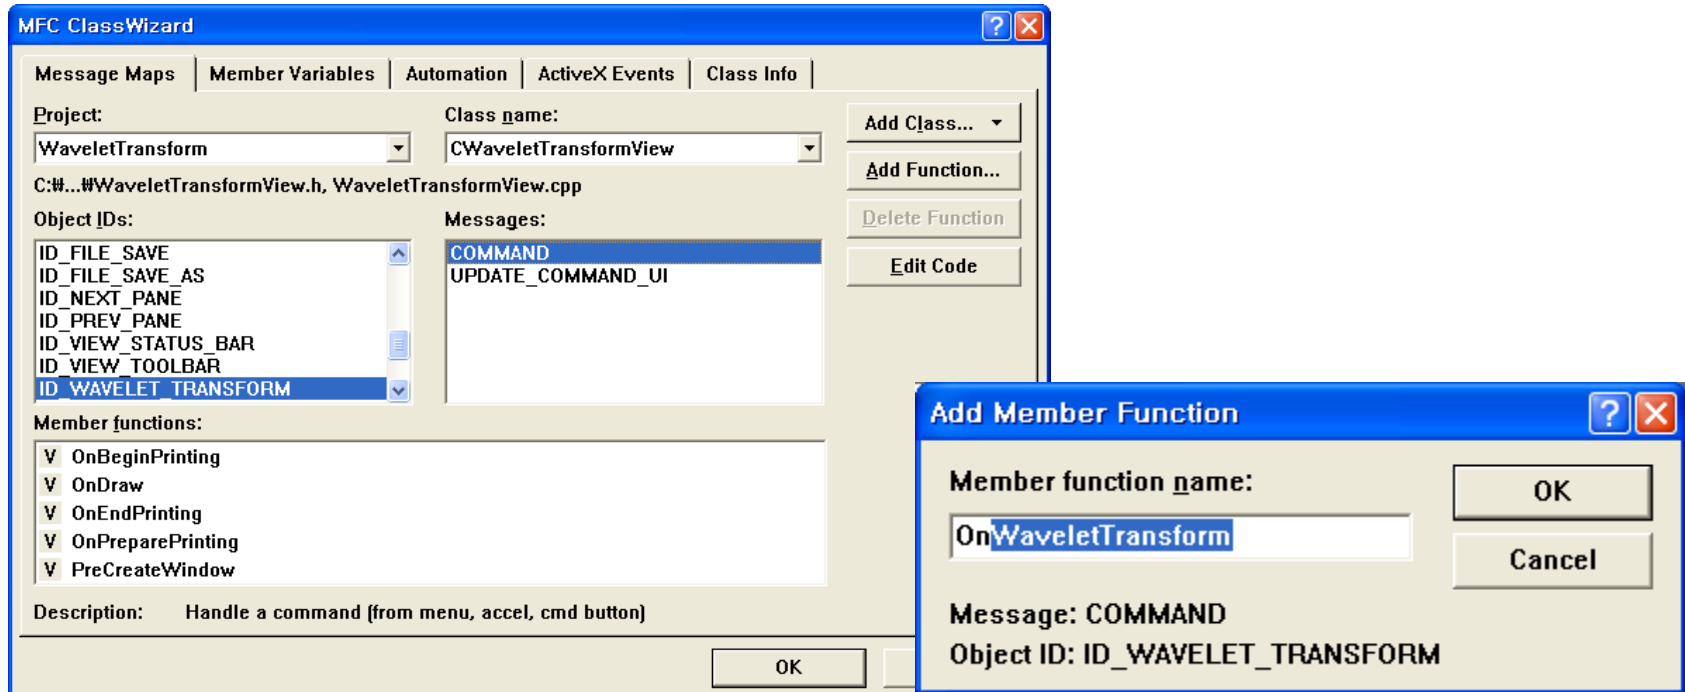 MFC ClassWizard
Message Maps
Member Variables
Automation
ActiveX Events
Class Info
Project:
WaveletTransform
Class name:
CWaveletTransformView
C:₩...₩WaveletTransformView.h, WaveletTransformView.cpp
Object IDs:
ID_FILE_SAVE
ID_FILE_SAVE_AS
ID_NEXT_PANE
ID_PREV_PANE
ID_VIEW_STATUS_BAR
ID_VIEW_TOOLBAR
ID_WAVELET_TRANSFORM
Messages:
COMMAND
UPDATE_COMMAND_UI
Add Class...
Add Function...
Delete Function
Edit Code
Member functions:
V OnBeginPrinting
V OnDraw
V OnEndPrinting
V OnPreparePrinting
V PreCreateWindow
Description: Handle a command (from menu, accel, cmd button)
OK
Add Member Function
Member function name:
OnWaveletTransform
OK
Cancel
Message: COMMAND
Object ID: ID_WAVELET_TRANSFORM